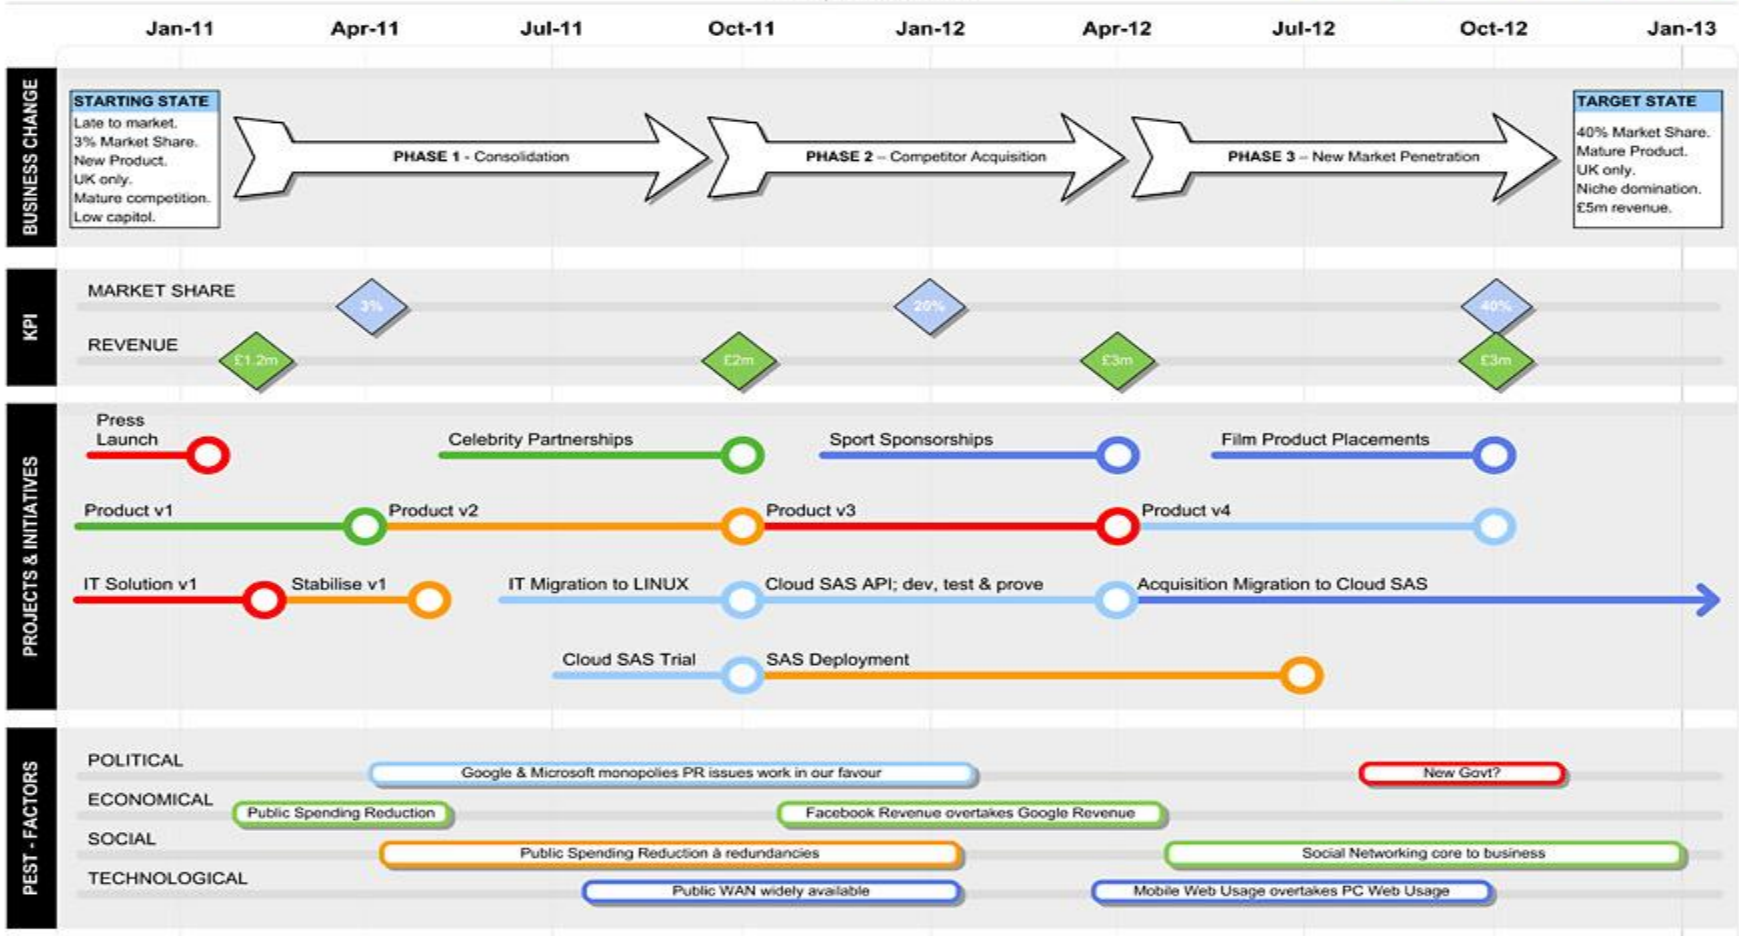 Jan-11 Apr-11 Jul-11 Oct-11 Jan-12 Apr-12 Jul-12 Oct-12 Jan-13
BUSINESS CHANGE
STARTING STATE
Late to market.
3% Market Share.
New Product.
UK only.
Mature competition.
Low capitol.
PHASE 1 - Consolidation
PHASE 2 – Competitor Acquisition
PHASE 3 – New Market Penetration
TARGET STATE
40% Market Share.
Mature Product.
UK only.
Niche domination.
£5m revenue.
KPI
MARKET SHARE
3% 20% 40%
REVENUE
£1.2m £2m £3m £3m
PROJECTS & INITIATIVES
Press
Launch
Celebrity Partnerships
Sport Sponsorships
Film Product Placements
Product v1
Product v2
Product v3
Product v4
IT Solution v1
Stabilise v1
IT Migration to LINUX
Cloud SAS API; dev, test & prove
Acquisition Migration to Cloud SAS
Cloud SAS Trial
SAS Deployment
PEST - FACTORS
POLITICAL
Google & Microsoft monopolies PR issues work in our favour
New Govt?
ECONOMICAL
Public Spending Reduction
Facebook Revenue overtakes Google Revenue
SOCIAL
Public Spending Reduction à redundancies
Social Networking core to business
TECHNOLOGICAL
Public WAN widely available
Mobile Web Usage overtakes PC Web Usage